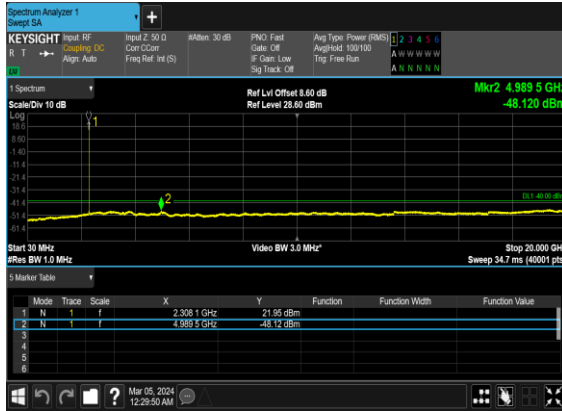 Spectrum Analyzer 1
Swept SA
+
KEYSIGHT Input: RF Input Z: 50 Ω #Atten: 30 dB PNO: Fast Avg Type: Power (RMS) 1 2 3 4 5 6
R T Coupling: DC Corr CCorr Gate: Off Avg|Hold: 100/100 A W W W W W
Align: Auto Freq Ref: Int (S) IF Gain: Low Trig: Free Run
LU Sig Track: Off A N N N N N
1 Spectrum Ref Lvl Offset 8.60 dB Mkr2 4.989 5 GHz
Scale/Div 10 dB Ref Level 28.60 dBm -48.120 dBm
Log
18.6 1
8.60
-1.40
-11.4
-21.4
-31.4 2 DL1 -40.00 dBm
-41.4
-51.4
-61.4
Start 30 MHz Video BW 3.0 MHz* Stop 20.000 GHz
#Res BW 1.0 MHz Sweep 34.7 ms (40001 pts)
5 Marker Table
Mode Trace Scale X Y Function Function Width Function Value
1 N 1 f 2.308 1 GHz 21.95 dBm
2 N 1 f 4.989 5 GHz -48.12 dBm
3
4
5
6
? Mar 05, 2024
12:29:50 AM